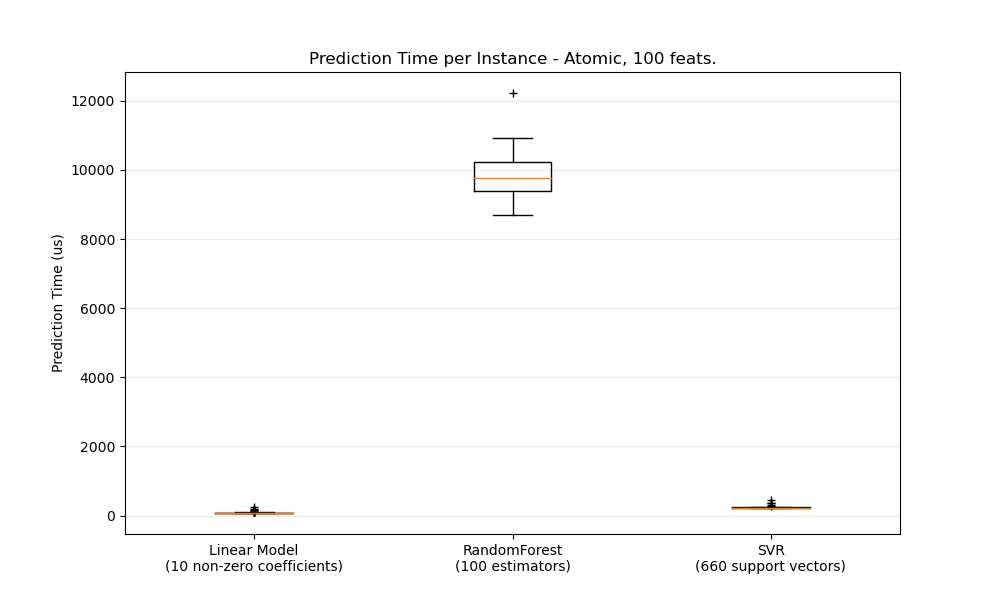 Prediction Time per Instance - Atomic, 100 feats.
Prediction Time (us)
12000
10000
8000
6000
4000
2000
0
Linear Model
(10 non-zero coefficients)
RandomForest
(100 estimators)
SVR
(660 support vectors)